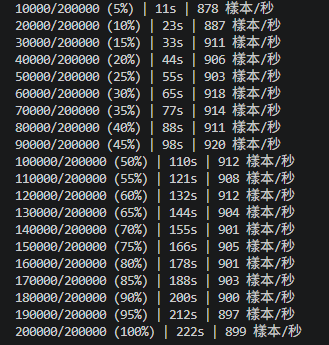 10000/200000 (5%) | 11s | 878 樣本/秒
20000/200000 (10%) | 23s | 887 樣本/秒
30000/200000 (15%) | 33s | 911 樣本/秒
40000/200000 (20%) | 44s | 906 樣本/秒
50000/200000 (25%) | 55s | 903 樣本/秒
60000/200000 (30%) | 65s | 918 樣本/秒
70000/200000 (35%) | 77s | 914 樣本/秒
80000/200000 (40%) | 88s | 911 樣本/秒
90000/200000 (45%) | 98s | 920 樣本/秒
100000/200000 (50%) | 110s | 912 樣本/秒
110000/200000 (55%) | 121s | 908 樣本/秒
120000/200000 (60%) | 132s | 912 樣本/秒
130000/200000 (65%) | 144s | 904 樣本/秒
140000/200000 (70%) | 155s | 901 樣本/秒
150000/200000 (75%) | 166s | 905 樣本/秒
160000/200000 (80%) | 178s | 901 樣本/秒
170000/200000 (85%) | 188s | 903 樣本/秒
180000/200000 (90%) | 200s | 900 樣本/秒
190000/200000 (95%) | 212s | 897 樣本/秒
200000/200000 (100%) | 222s | 899 樣本/秒